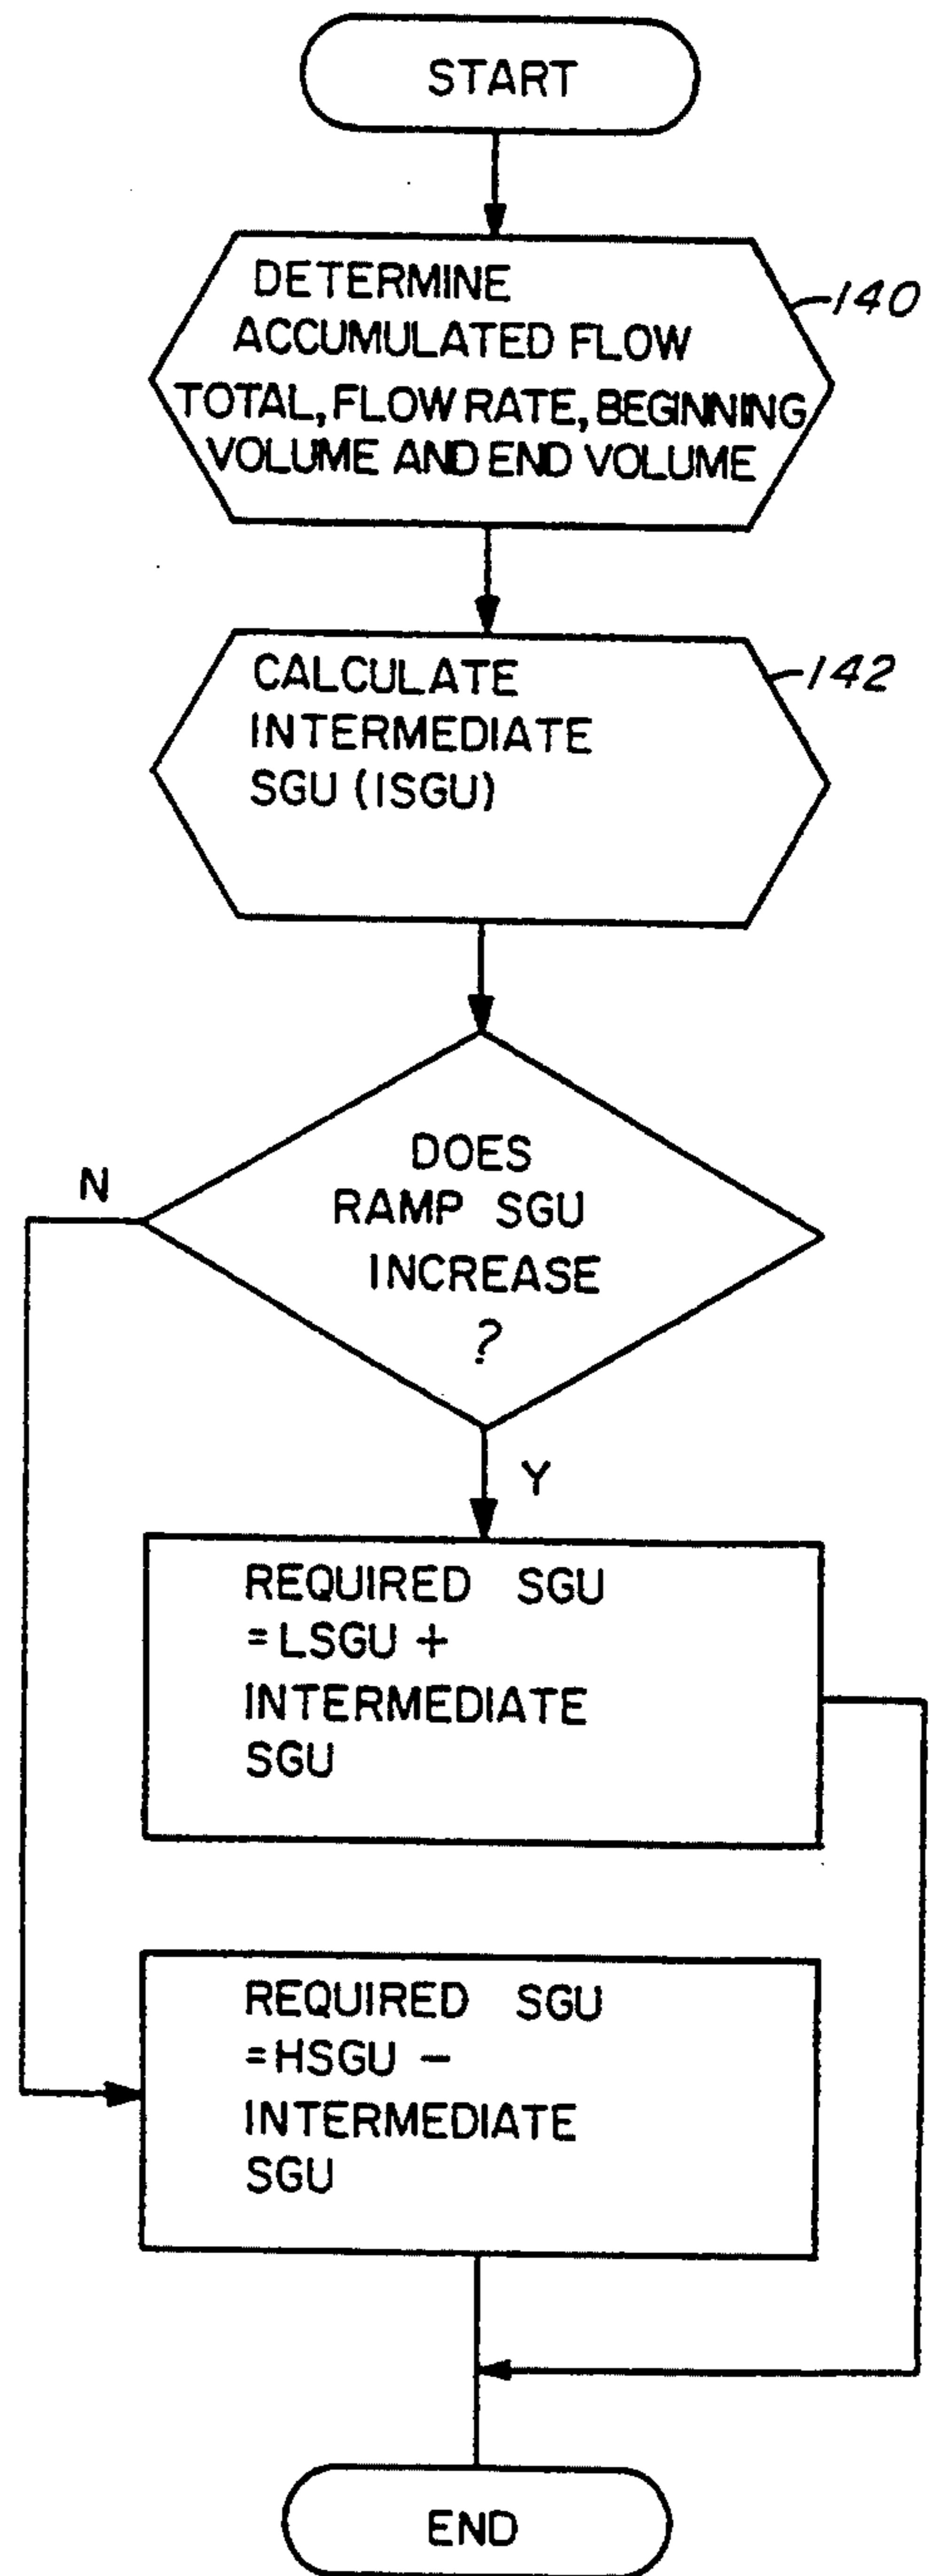 START
DETERMINE
ACCUMULATED FLOW
TOTAL, FLOW RATE, BEGINNING
VOLUME AND END VOLUME
140
CALCULATE
INTERMEDIATE
SGU (ISGU)
142
DOES
RAMP SGU
INCREASE
?
N
Y
REQUIRED SGU
=LSGU +
INTERMEDIATE
SGU
REQUIRED SGU
=HSGU −
INTERMEDIATE
SGU
END